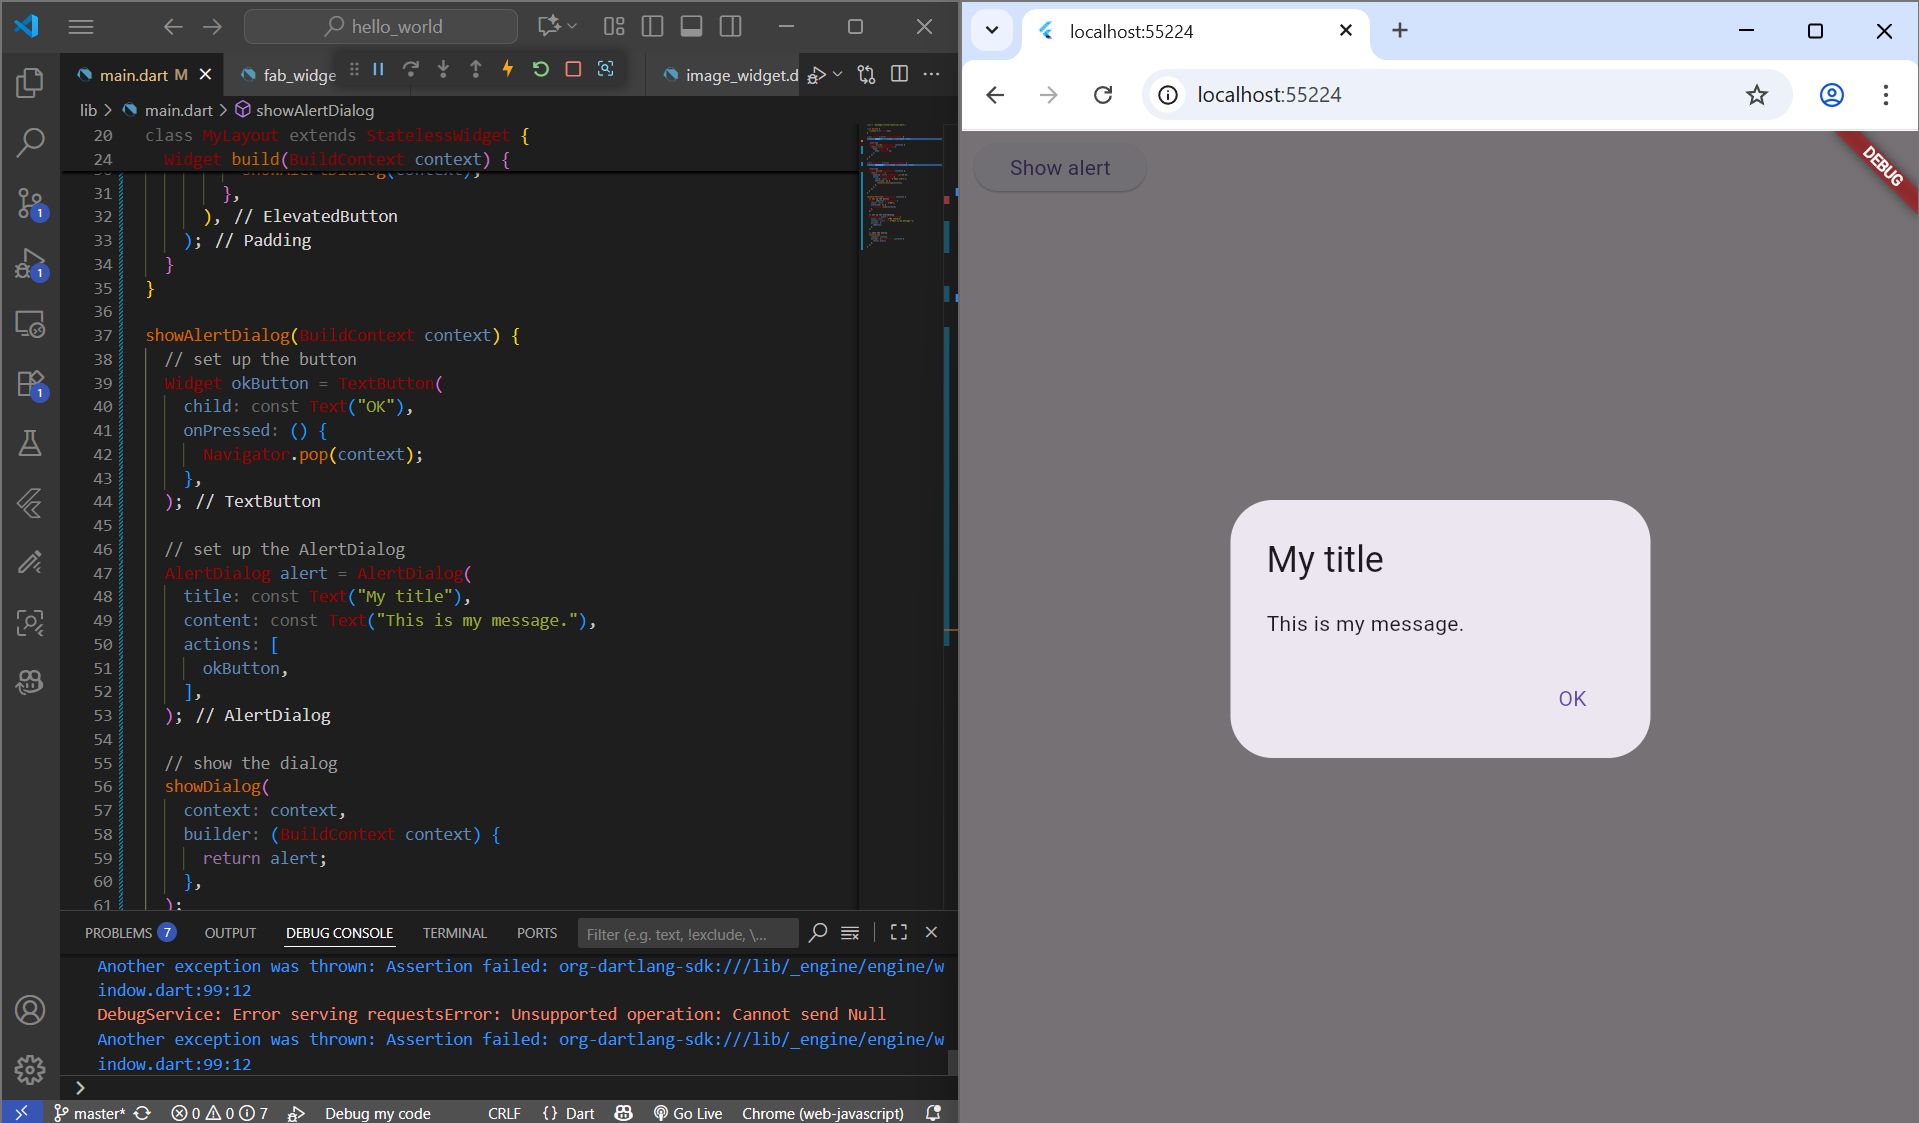 hello_world
main.dart M
fab_widge
image_widget.d
lib > main.dart > showAlertDialog
20 class MyLayout extends StatelessWidget {
24 Widget build(BuildContext context) {
showAlertDialog(context);
31 },
32 ), // ElevatedButton
33 ); // Padding
34 }
35 }
36
37 showAlertDialog(BuildContext context) {
38 // set up the button
39 Widget okButton = TextButton(
40 child: const Text("OK"),
41 onPressed: () {
42 Navigator.pop(context);
43 },
44 ); // TextButton
45
46 // set up the AlertDialog
47 AlertDialog alert = AlertDialog(
48 title: const Text("My title"),
49 content: const Text("This is my message."),
50 actions: [
51 okButton,
52 ],
53 ); // AlertDialog
54
55 // show the dialog
56 showDialog(
57 context: context,
58 builder: (BuildContext context) {
59 return alert;
60 },
61 );
1
1
1
PROBLEMS 7 OUTPUT DEBUG CONSOLE TERMINAL PORTS Filter (e.g. text, !exclude, \...
Another exception was thrown: Assertion failed: org-dartlang-sdk:///lib/_engine/engine/w
indow.dart:99:12
DebugService: Error serving requestsError: Unsupported operation: Cannot send Null
Another exception was thrown: Assertion failed: org-dartlang-sdk:///lib/_engine/engine/w
indow.dart:99:12
master* 0 0 7 Debug my code CRLF {} Dart Go Live Chrome (web-javascript)
localhost:55224
localhost:55224
Show alert
DEBUG
My title
This is my message.
OK